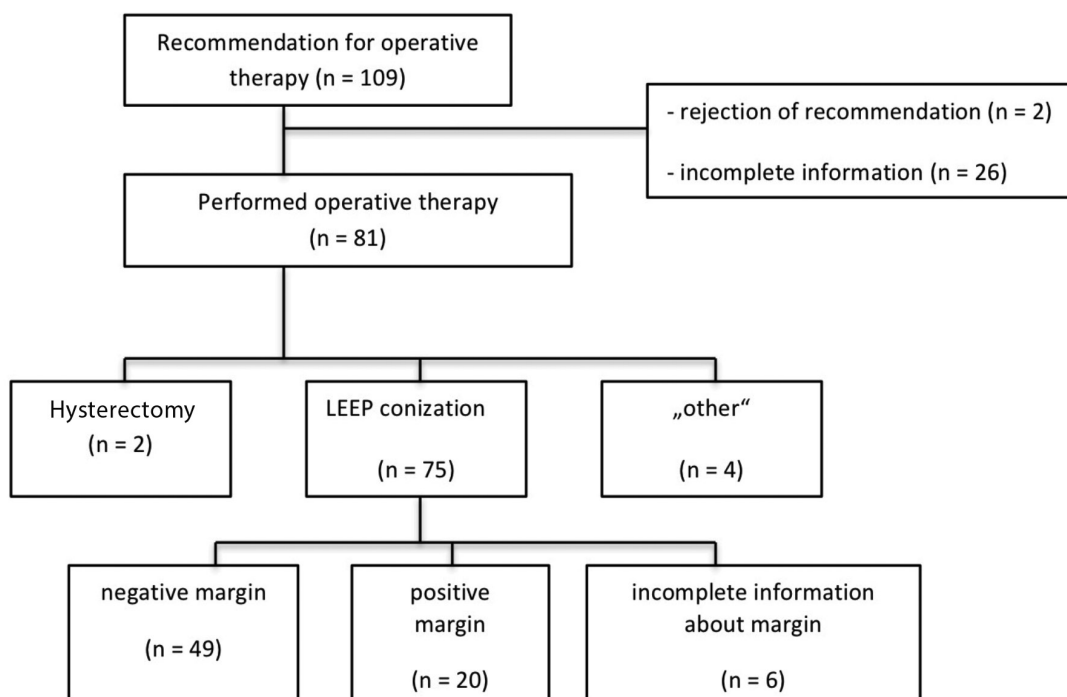 Recommendation for operative
therapy (n = 109)
- rejection of recommendation (n = 2)
- incomplete information (n = 26)
Performed operative therapy
(n = 81)
Hysterectomy
(n = 2)
LEEP conization
(n = 75)
„other“
(n = 4)
negative margin
(n = 49)
positive
margin
(n = 20)
incomplete information
about margin
(n = 6)